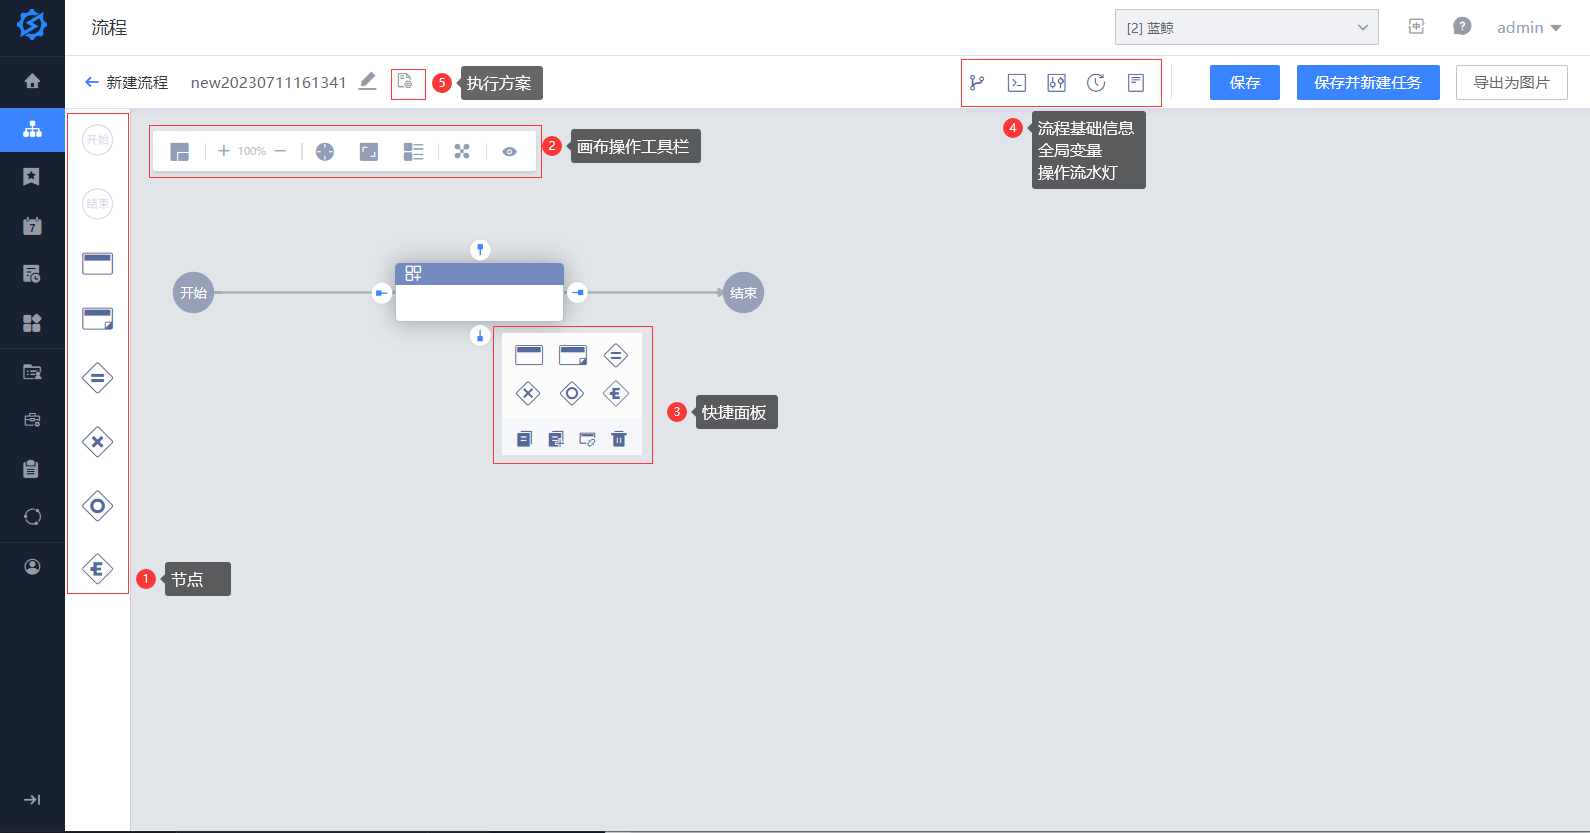 流程
[2] 蓝鲸
admin
新建流程
new20230711161341
5
执行方案
保存
保存并新建任务
导出为图片
4
流程基础信息
全局变量
操作流水灯
7
开始
结束
100%
2
画布操作工具栏
开始
结束
3
快捷面板
1
节点